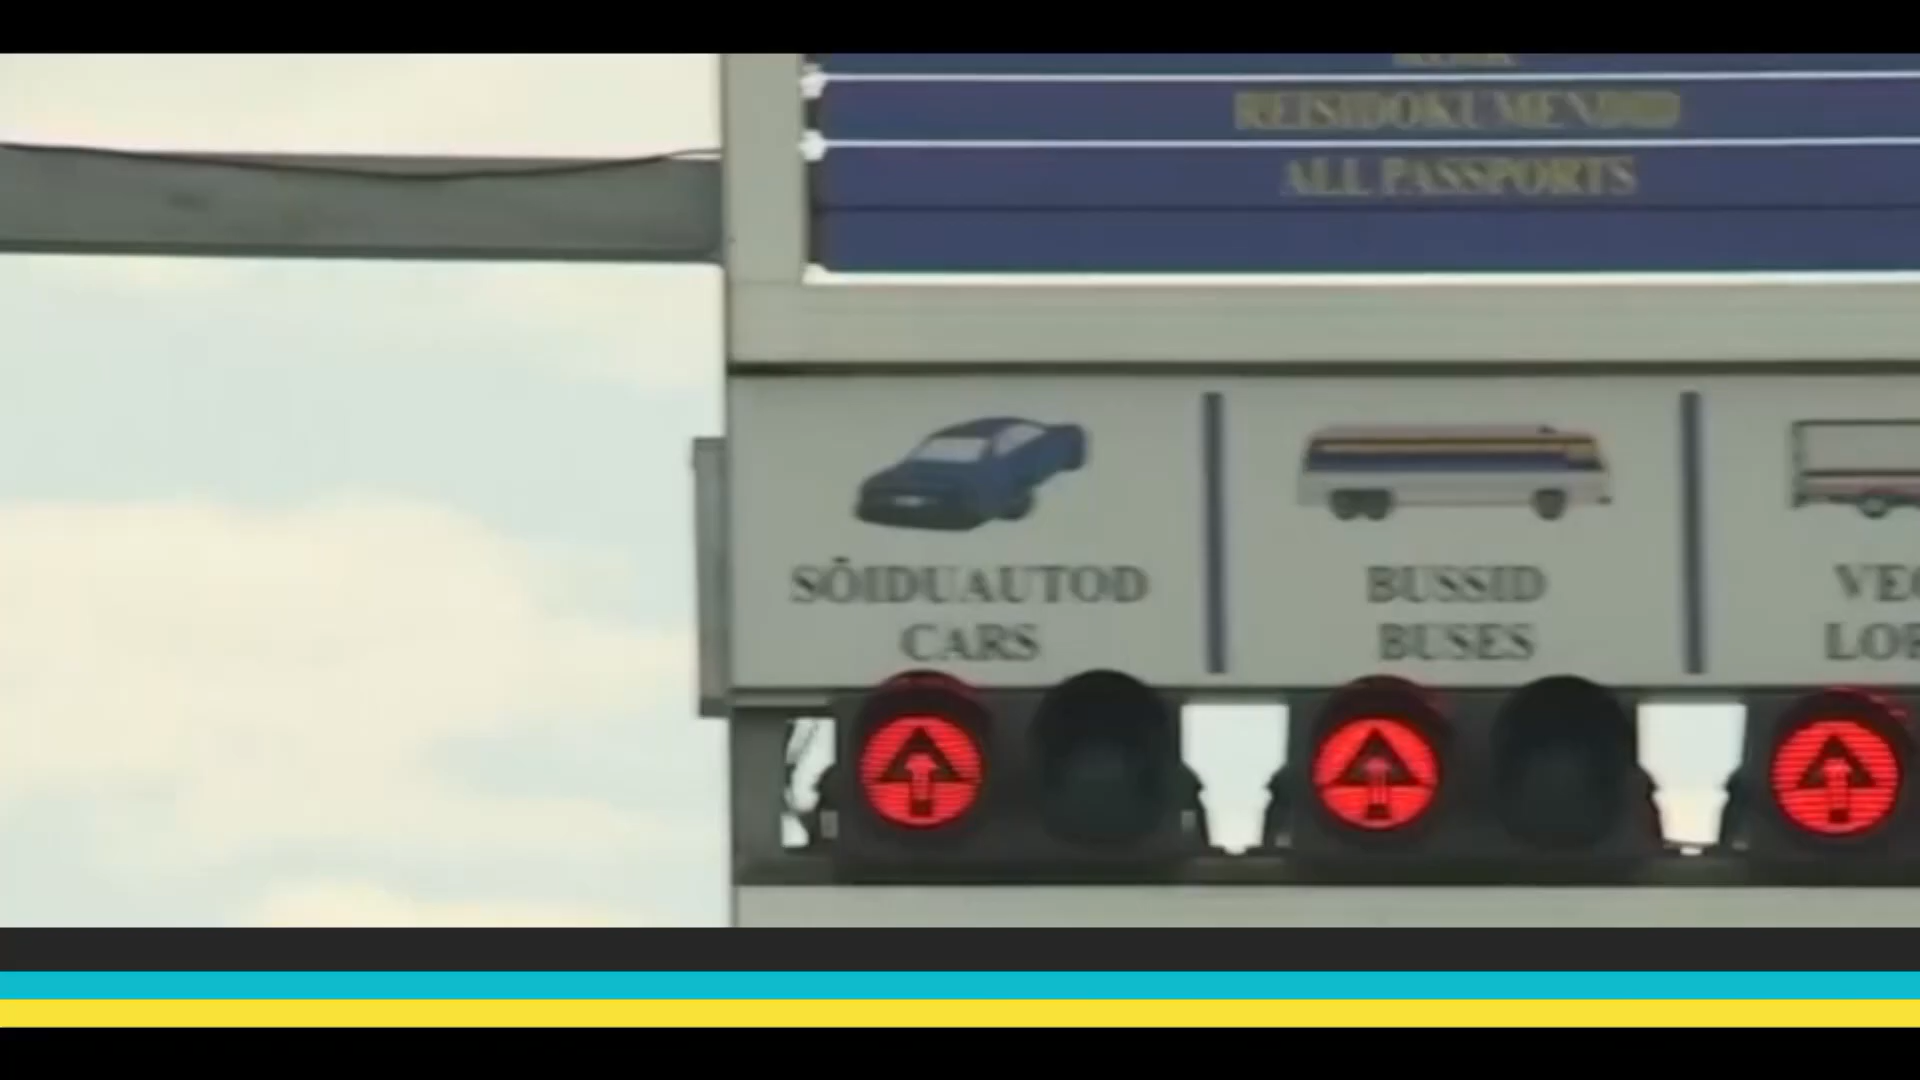 REISIDOKUMENDID
ALL PASSPORTS
SÕIDUAUTOD
CARS
BUSSID
BUSES